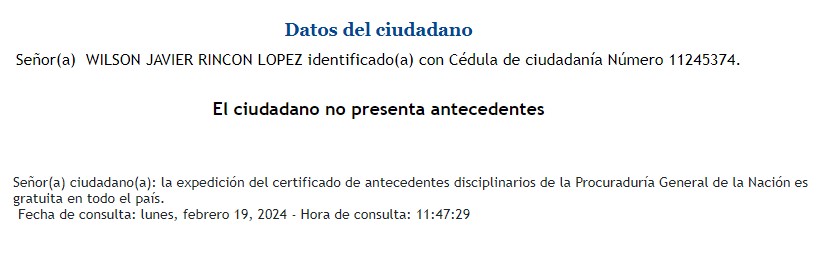 Datos del ciudadano
Señor(a) WILSON JAVIER RINCON LOPEZ identificado(a) con Cédula de ciudadanía Número 11245374.
El ciudadano no presenta antecedentes
Señor(a) ciudadano(a): la expedición del certificado de antecedentes disciplinarios de la Procuraduría General de la Nación es
gratuita en todo el país.
Fecha de consulta: lunes, febrero 19, 2024 - Hora de consulta: 11:47:29